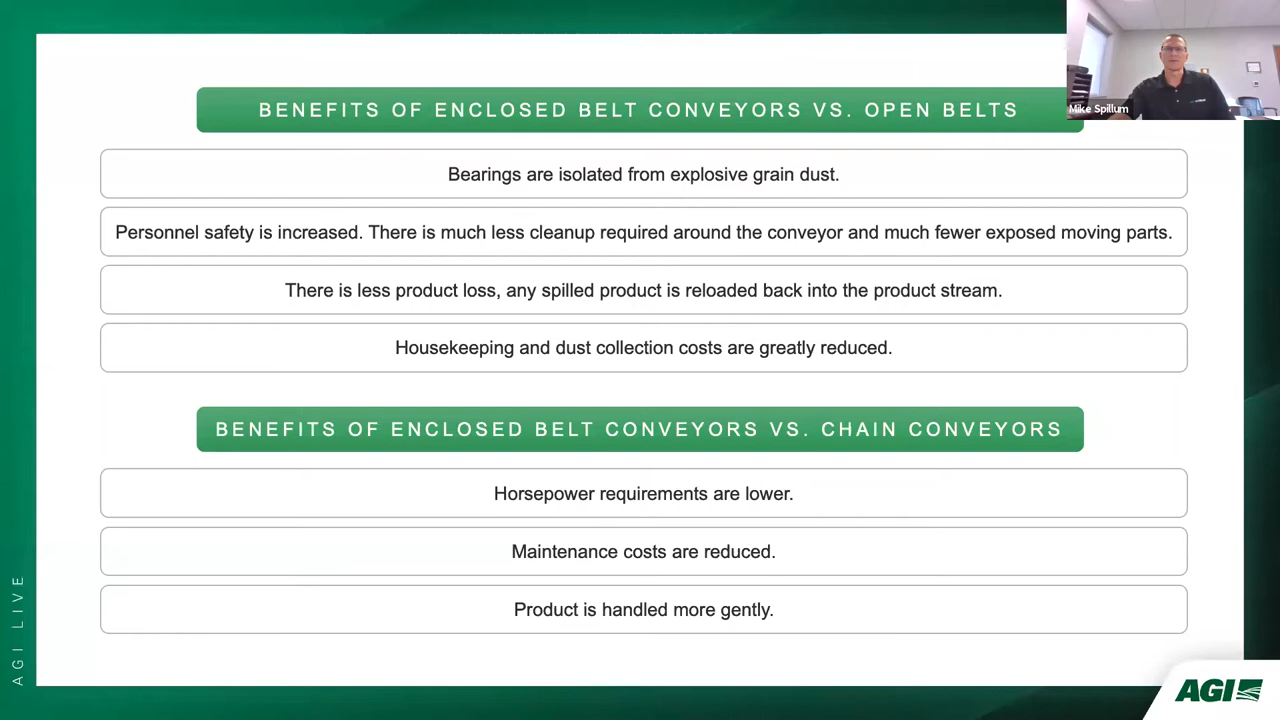 Mike Spillum
BENEFITS OF ENCLOSED BELT CONVEYORS VS. OPEN BELTS
Bearings are isolated from explosive grain dust.
Personnel safety is increased. There is much less cleanup required around the conveyor and much fewer exposed moving parts.
There is less product loss, any spilled product is reloaded back into the product stream.
Housekeeping and dust collection costs are greatly reduced.
BENEFITS OF ENCLOSED BELT CONVEYORS VS. CHAIN CONVEYORS
Horsepower requirements are lower.
Maintenance costs are reduced.
Product is handled more gently.
AGI LIVE
AGI